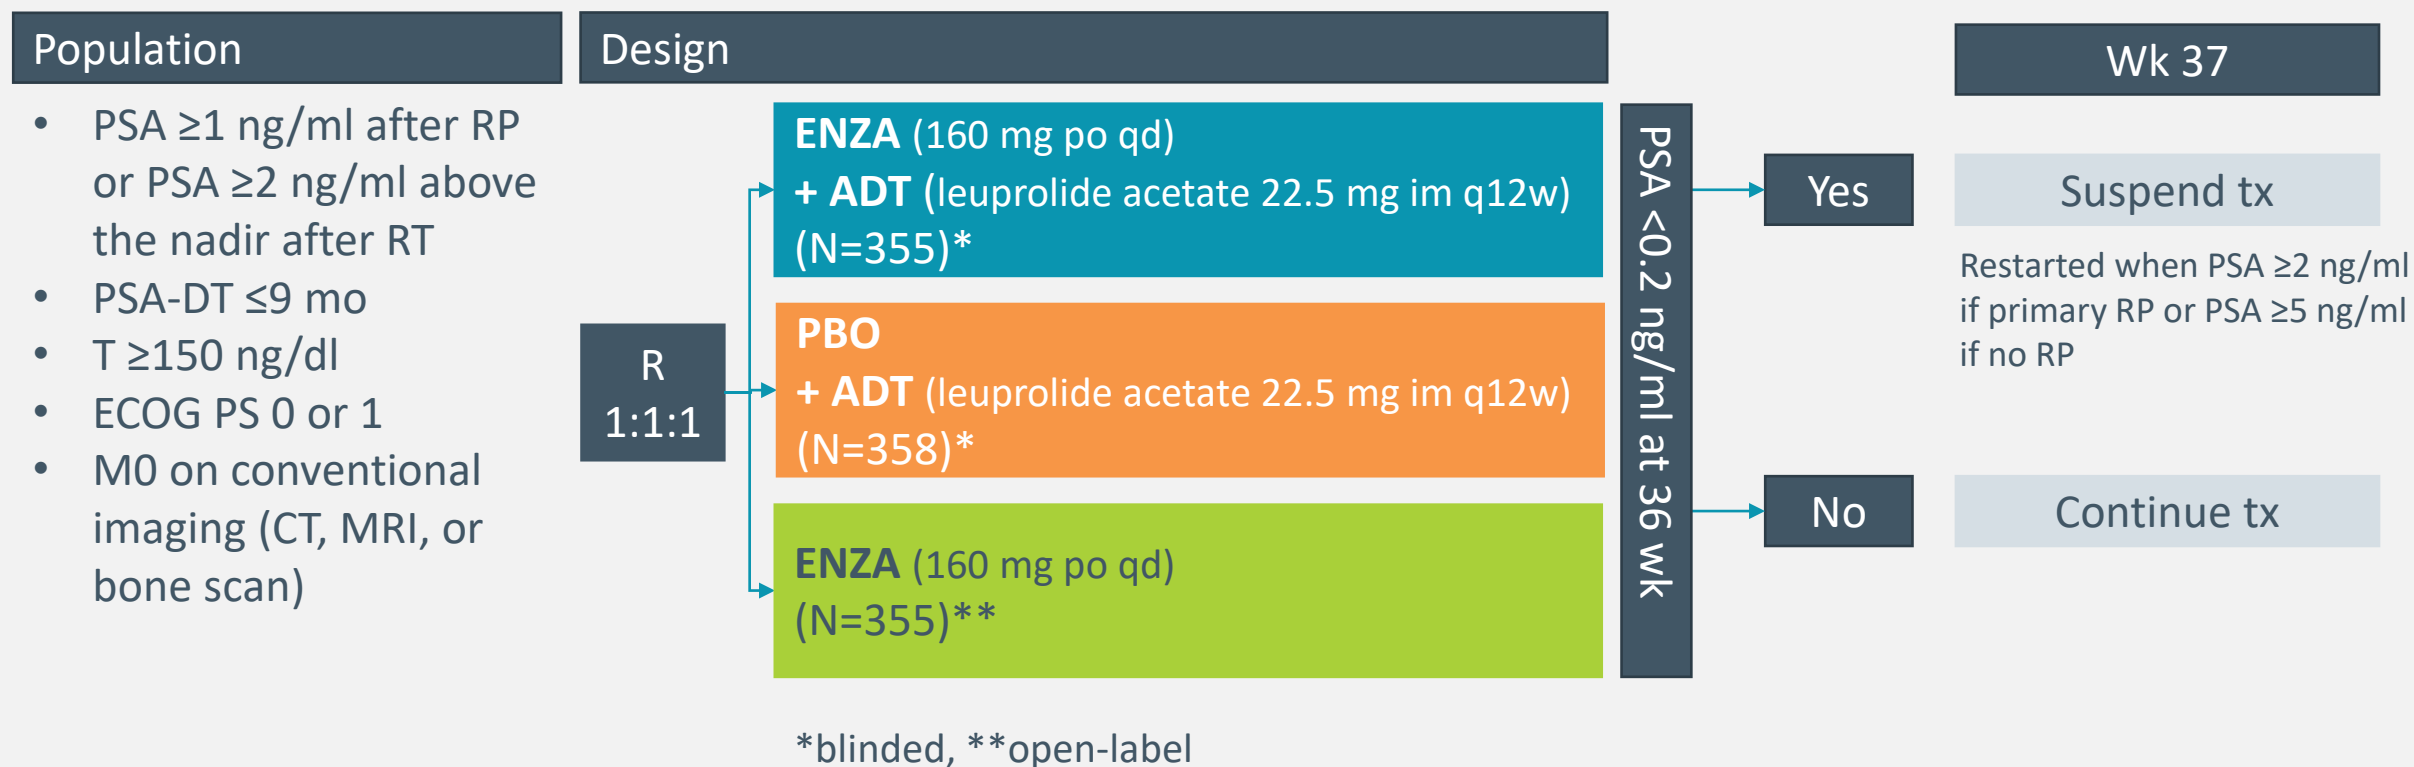 Population
• PSA ≥1 ng/ml after RP
or PSA ≥2 ng/ml above
the nadir after RT
• PSA-DT ≤9 mo
• T ≥150 ng/dl
• ECOG PS 0 or 1
• M0 on conventional
imaging (CT, MRI, or
bone scan)
Design
R
1:1:1
ENZA (160 mg po qd)
+ ADT (leuprolide acetate 22.5 mg im q12w)
(N=355)*
PBO
+ ADT (leuprolide acetate 22.5 mg im q12w)
(N=358)*
ENZA (160 mg po qd)
(N=355)**
*blinded, **open-label
PSA <0.2 ng/ml at 36 wk
Yes
No
Wk 37
Suspend tx
Restarted when PSA ≥2 ng/ml
if primary RP or PSA ≥5 ng/ml
if no RP
Continue tx